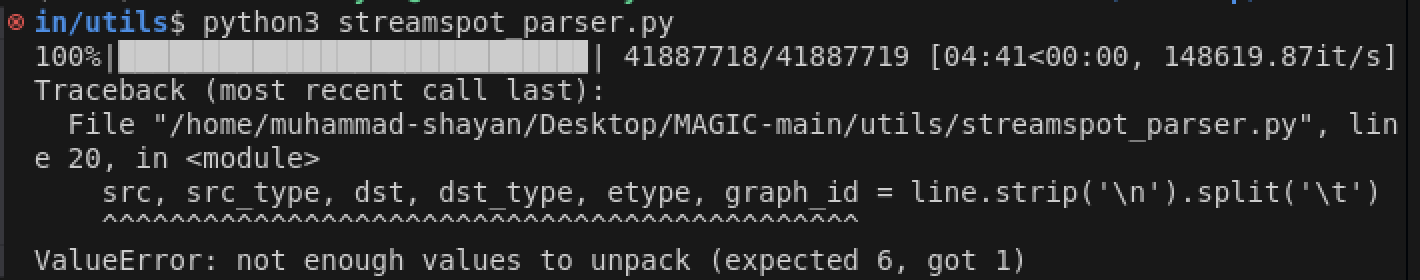 in/utils$ python3 streamspot_parser.py
100%| | 41887718/41887719 [04:41<00:00, 148619.87it/s]
Traceback (most recent call last):
  File "/home/muhammad-shayan/Desktop/MAGIC-main/utils/streamspot_parser.py", lin
e 20, in <module>
    src, src_type, dst, dst_type, etype, graph_id = line.strip('\n').split('\t')
    ^^^^^^^^^^^^^^^^^^^^^^^^^^^^^^^^^^^^^^^^^^^^^
ValueError: not enough values to unpack (expected 6, got 1)